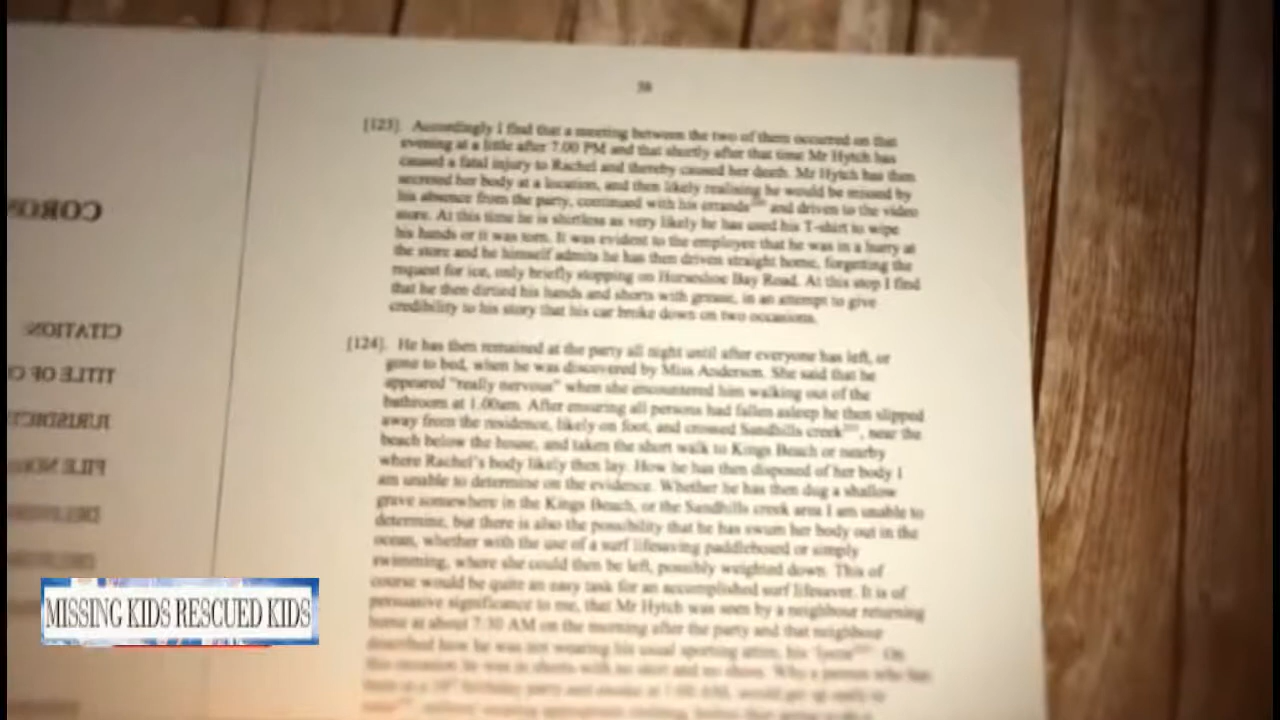 38
[123]. Accordingly I find that a meeting between the two of them occurred on that
evening at a little after 7.00 PM and that shortly after that time Mr Hytch has
caused a fatal injury to Rachel and thereby caused her death. Mr Hytch has then
secreted her body at a location, and then likely realising he would be missed by
his absence from the party, continued with his errands and driven to the video
store. At this time he is shirtless as very likely he has used his T-shirt to wipe
his hands or it was torn. It was evident to the employee that he was in a hurry at
the store and he himself admits he has then driven straight home, forgetting the
request for ice, only briefly stopping on Horseshoe Bay Road. At this stop I find
that he then dirtied his hands and shorts with grease, in an attempt to give
credibility to his story that his car broke down on two occasions.
[124]. He has then remained at the party all night until after everyone has left, or
gone to bed, when he was discovered by Miss Anderson. She said that he
appeared "really nervous" when she encountered him walking out of the
bathroom at 1.00am. After ensuring all persons had fallen asleep he then slipped
away from the residence, likely on foot, and crossed Sandhills creek, near the
beach below the house, and taken the short walk to Kings Beach or nearby
where Rachel's body likely then lay. How he has then disposed of her body I
am unable to determine on the evidence. Whether he has then dug a shallow
grave somewhere in the Kings Beach, or the Sandhills creek area I am unable to
determine, but there is also the possibility that he has swum her body out in the
ocean, whether with the use of a surf lifesaving paddleboard or simply
swimming, where she could then be left, possibly weighted down. This of
course would be quite an easy task for an accomplished surf lifesaver. It is of
persuasive significance to me, that Mr Hytch was seen by a neighbour returning
home at about 7:30 AM on the morning after the party and that neighbour
described how he was not wearing his usual sporting attire, his On
this occasion he was in shorts with no shirt and no shoes. Why a person who
birthday party and
CITATION:
TITLE OF
MISSING KIDS RESCUED KIDS